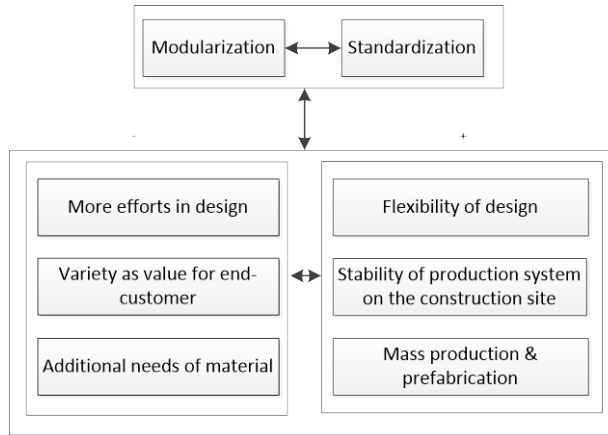 Modularization
Standardization
-
+
More efforts in design
Variety as value for end-
customer
Additional needs of material
Flexibility of design
Stability of production system
on the construction site
Mass production &
prefabrication